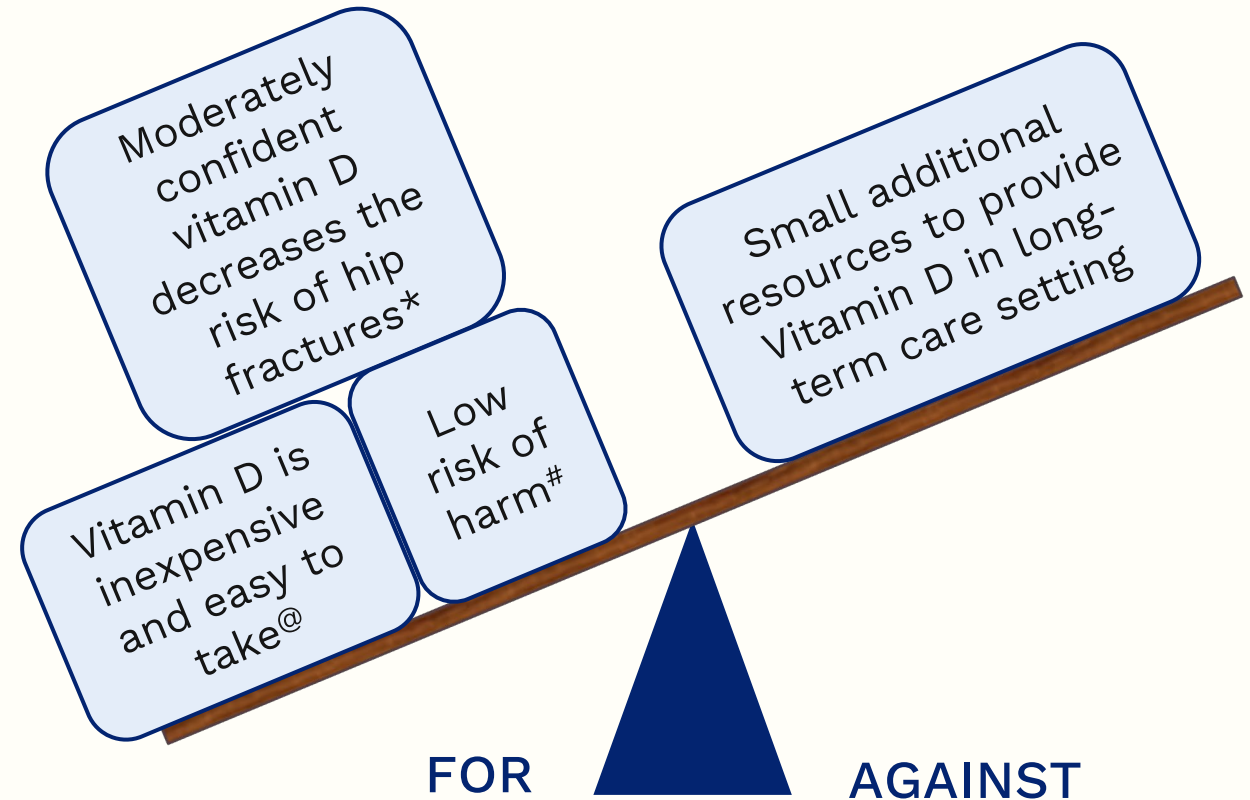 Moderately
confident
vitamin D
decreases the
risk of hip
fractures*
Vitamin D is
inexpensive
and easy to
take@
Low
risk of
harm#
Small additional
resources to provide
Vitamin D in long-
term care setting
FOR
AGAINST